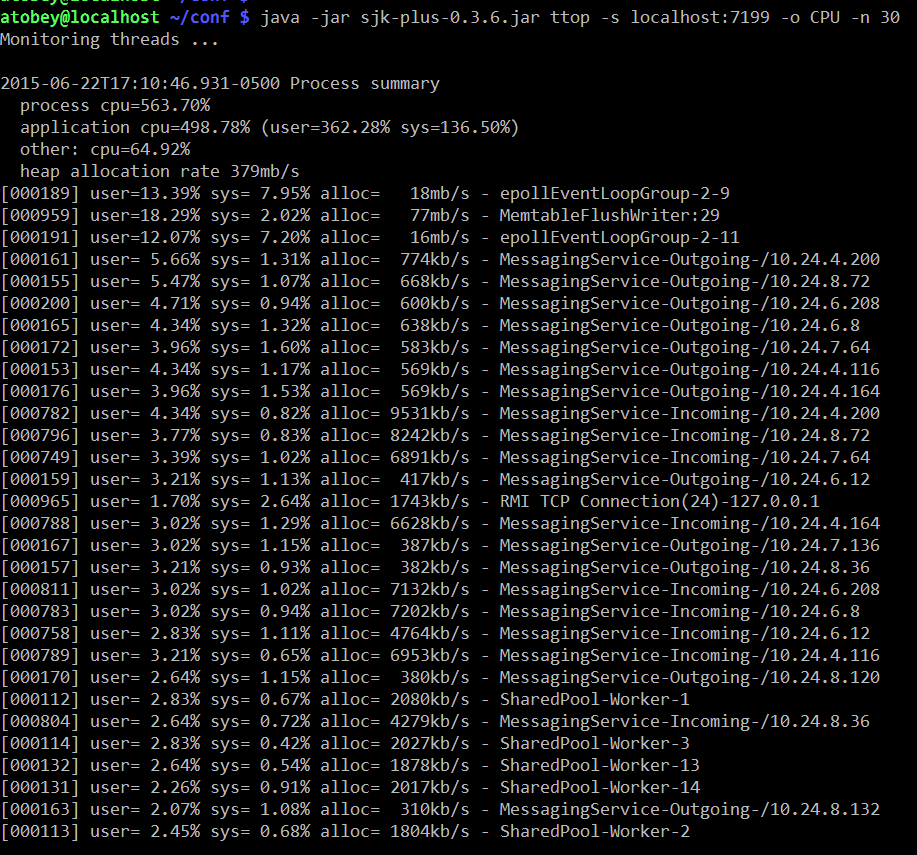 atobey@localhost ~/conf $ java -jar sjk-plus-0.3.6.jar ttop -s localhost:7199 -o CPU -n 30
Monitoring threads ...
2015-06-22T17:10:46.931-0500 Process summary
  process cpu=563.70%
  application cpu=498.78% (user=362.28% sys=136.50%)
  other: cpu=64.92%
  heap allocation rate 379mb/s
[000189] user=13.39% sys= 7.95% alloc=   18mb/s - epollEventLoopGroup-2-9
[000959] user=18.29% sys= 2.02% alloc=   77mb/s - MemtableFlushWriter:29
[000191] user=12.07% sys= 7.20% alloc=   16mb/s - epollEventLoopGroup-2-11
[000161] user= 5.66% sys= 1.31% alloc=  774kb/s - MessagingService-Outgoing-/10.24.4.200
[000155] user= 5.47% sys= 1.07% alloc=  668kb/s - MessagingService-Outgoing-/10.24.8.72
[000200] user= 4.71% sys= 0.94% alloc=  600kb/s - MessagingService-Outgoing-/10.24.6.208
[000165] user= 4.34% sys= 1.32% alloc=  638kb/s - MessagingService-Outgoing-/10.24.6.8
[000172] user= 3.96% sys= 1.60% alloc=  583kb/s - MessagingService-Outgoing-/10.24.7.64
[000153] user= 4.34% sys= 1.17% alloc=  569kb/s - MessagingService-Outgoing-/10.24.4.116
[000176] user= 3.96% sys= 1.53% alloc=  569kb/s - MessagingService-Outgoing-/10.24.4.164
[000782] user= 4.34% sys= 0.82% alloc= 9531kb/s - MessagingService-Incoming-/10.24.4.200
[000796] user= 3.77% sys= 0.83% alloc= 8242kb/s - MessagingService-Incoming-/10.24.8.72
[000749] user= 3.39% sys= 1.02% alloc= 6891kb/s - MessagingService-Incoming-/10.24.7.64
[000159] user= 3.21% sys= 1.13% alloc=  417kb/s - MessagingService-Outgoing-/10.24.6.12
[000965] user= 1.70% sys= 2.64% alloc= 1743kb/s - RMI TCP Connection(24)-127.0.0.1
[000788] user= 3.02% sys= 1.29% alloc= 6628kb/s - MessagingService-Incoming-/10.24.4.164
[000167] user= 3.02% sys= 1.15% alloc=  387kb/s - MessagingService-Outgoing-/10.24.7.136
[000157] user= 3.21% sys= 0.93% alloc=  382kb/s - MessagingService-Outgoing-/10.24.8.36
[000811] user= 3.02% sys= 1.02% alloc= 7132kb/s - MessagingService-Incoming-/10.24.6.208
[000783] user= 3.02% sys= 0.94% alloc= 7202kb/s - MessagingService-Incoming-/10.24.6.8
[000758] user= 2.83% sys= 1.11% alloc= 4764kb/s - MessagingService-Incoming-/10.24.6.12
[000789] user= 3.21% sys= 0.65% alloc= 6953kb/s - MessagingService-Incoming-/10.24.4.116
[000170] user= 2.64% sys= 1.15% alloc=  380kb/s - MessagingService-Outgoing-/10.24.8.120
[000112] user= 2.83% sys= 0.67% alloc= 2080kb/s - SharedPool-Worker-1
[000804] user= 2.64% sys= 0.72% alloc= 4279kb/s - MessagingService-Incoming-/10.24.8.36
[000114] user= 2.83% sys= 0.42% alloc= 2027kb/s - SharedPool-Worker-3
[000132] user= 2.64% sys= 0.54% alloc= 1878kb/s - SharedPool-Worker-13
[000131] user= 2.26% sys= 0.91% alloc= 2017kb/s - SharedPool-Worker-14
[000163] user= 2.07% sys= 1.08% alloc=  310kb/s - MessagingService-Outgoing-/10.24.8.132
[000113] user= 2.45% sys= 0.68% alloc= 1804kb/s - SharedPool-Worker-2